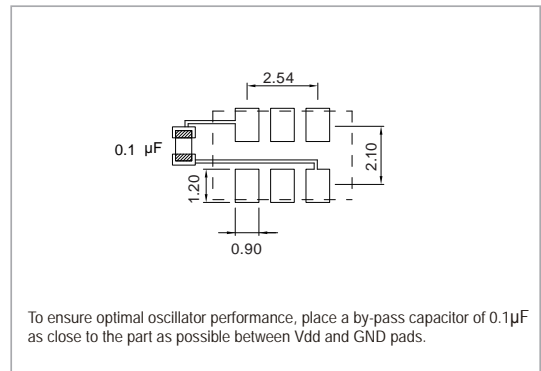 2.54
0.1 µF
2.10
1.20
0.90
To ensure optimal oscillator performance, place a by-pass capacitor of 0.1µF
as close to the part as possible between Vdd and GND pads.